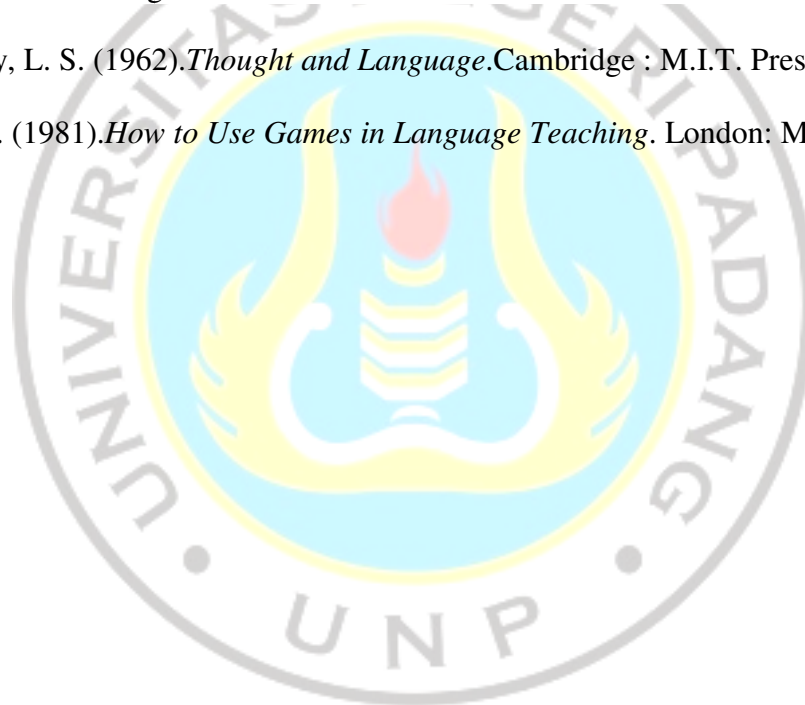 y, L. S. (1962).Thought and Language.Cambridge : M.I.T. Pres
. (1981).How to Use Games in Language Teaching. London: M
UNIVERSITAS NEGERI PADANG
UNP